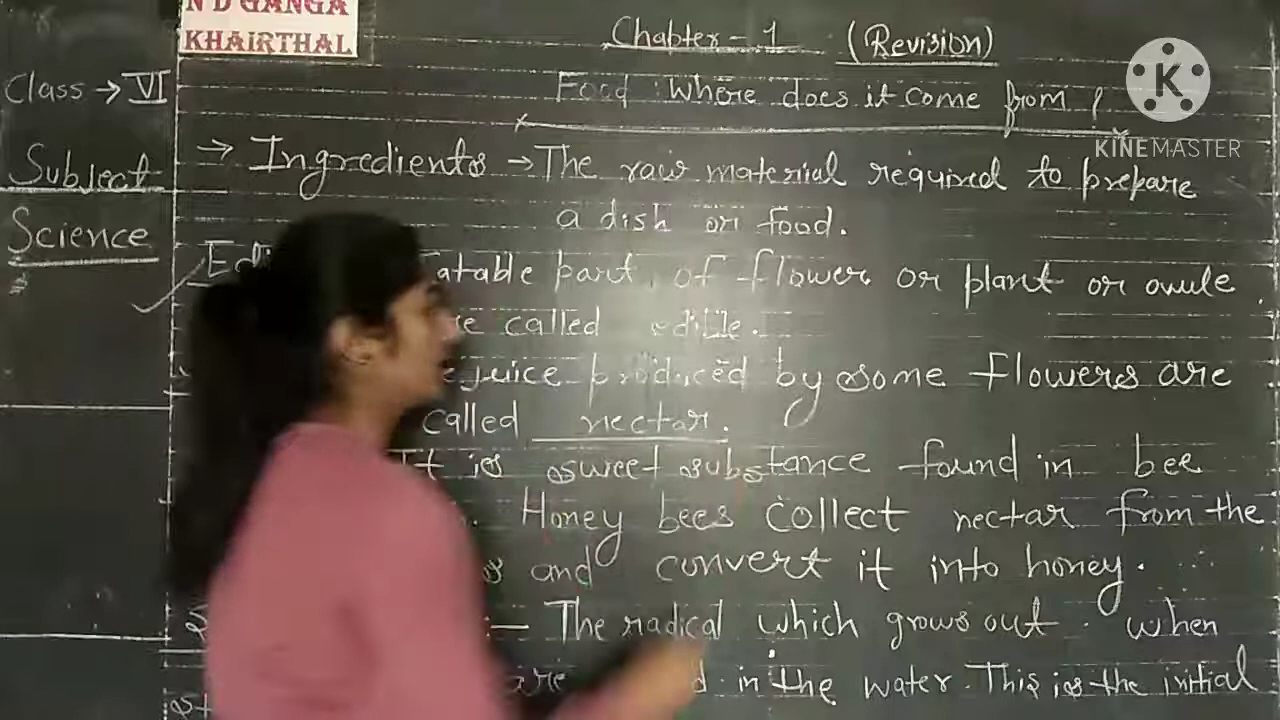 N D GANGA
KHAIRTHAL
Chapter - 1 (Revision)
Class → VI
Food : Where does it come from ?
KINEMASTER
Subject
Science
→ Ingredients → The raw material required to prepare
a dish or food.
Eatable part of flower or plant or ovule
are called edible.
juice produced by some flowers are
called nectar.
It is sweet substance found in bee
Honey bees collect nectar from the
and convert it into honey.
:- The radical which grows out when
are in the water. This is the initial